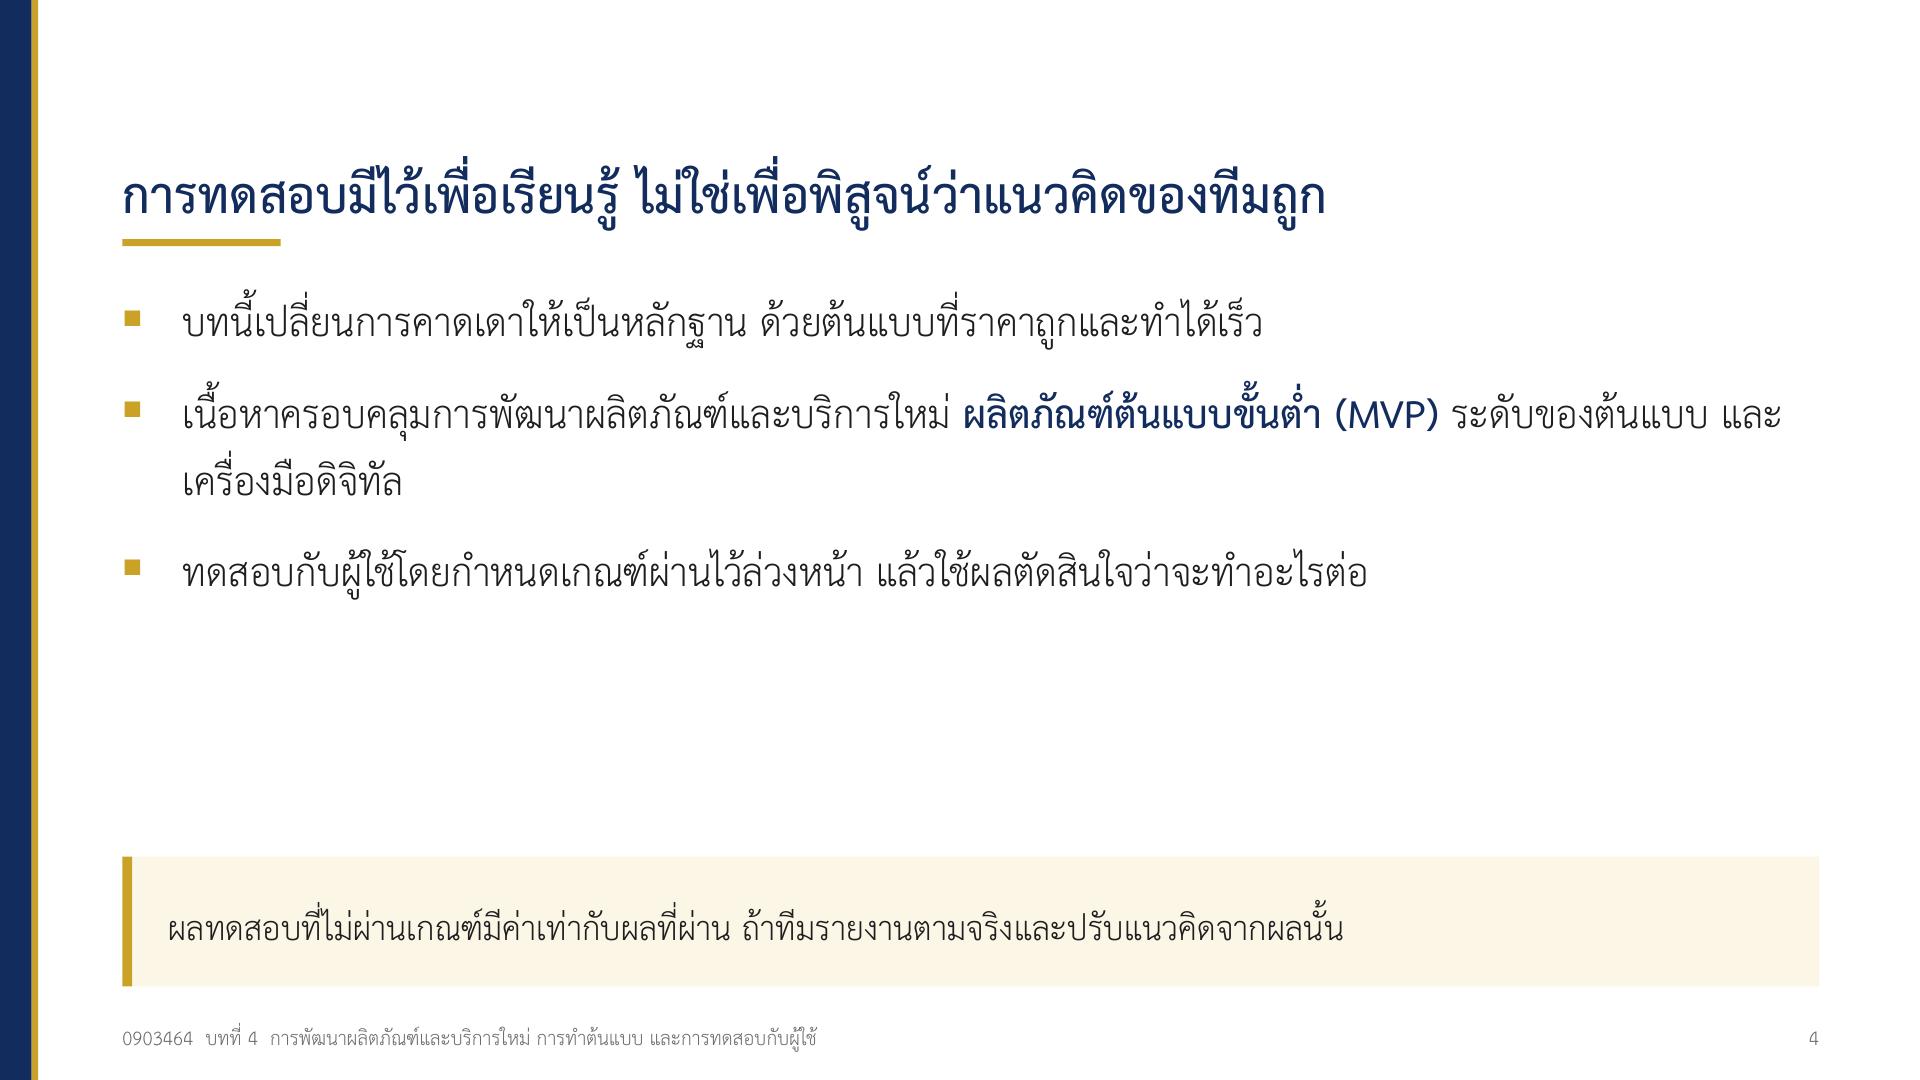 การทดสอบมีไว้เพื่อเรียนรู้ ไม่ใช่เพื่อพิสูจน์ว่าแนวคิดของทีมถูก
บทนี้เปลี่ยนการคาดเดาให้เป็นหลักฐาน ด้วยต้นแบบที่ราคาถูกและทำได้เร็ว
เนื้อหาครอบคลุมการพัฒนาผลิตภัณฑ์และบริการใหม่ ผลิตภัณฑ์ต้นแบบขั้นต่ำ (MVP) ระดับของต้นแบบ และ
เครื่องมือดิจิทัล
ทดสอบกับผู้ใช้โดยกำหนดเกณฑ์ผ่านไว้ล่วงหน้า แล้วใช้ผลตัดสินใจว่าจะทำอะไรต่อ
ผลทดสอบที่ไม่ผ่านเกณฑ์มีค่าเท่ากับผลที่ผ่าน ถ้าทีมรายงานตามจริงและปรับแนวคิดจากผลนั้น
0903464 บทที่ 4 การพัฒนาผลิตภัณฑ์และบริการใหม่ การทำต้นแบบ และการทดสอบกับผู้ใช้
4